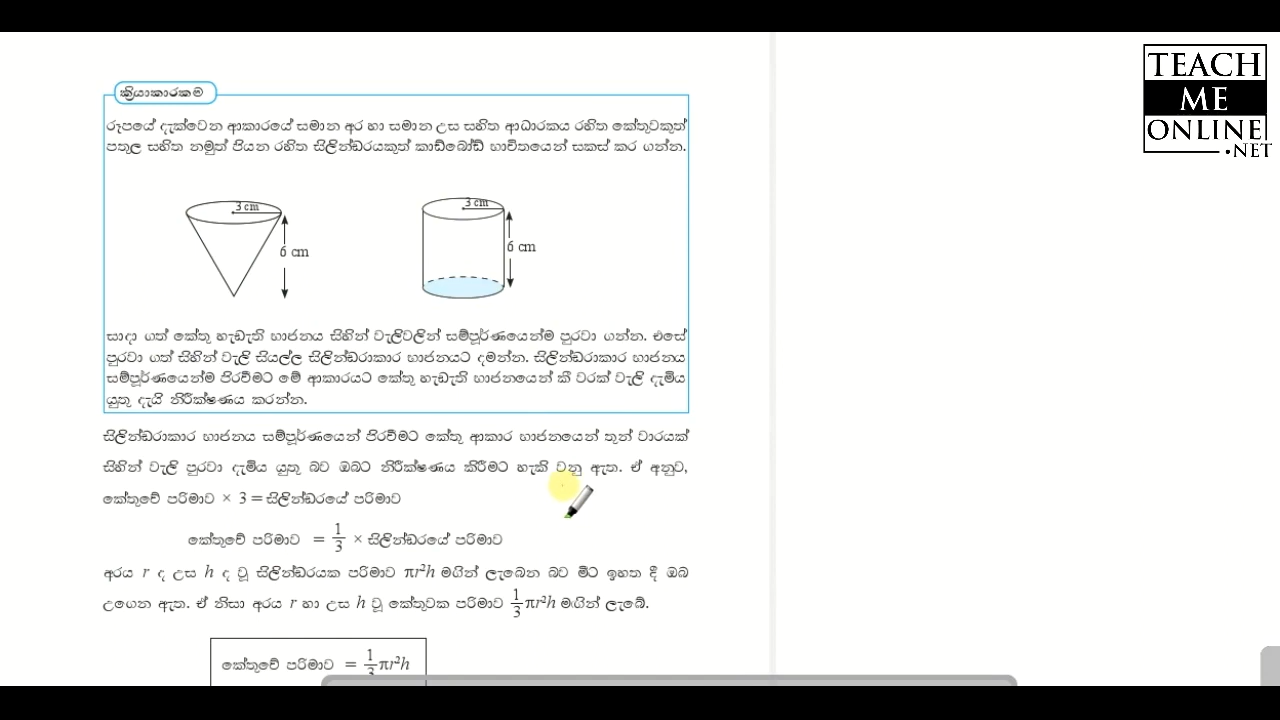 ක්‍රියාකාරකම
රූපයේ දැක්වෙන ආකාරයේ සමාන අර හා සමාන උස සහිත ආධාරකය රහිත කේතුවකුත්
පතුල සහිත නමුත් පියන රහිත සිලින්ඩරයකුත් කාඩ්බෝඩ් භාවිතයෙන් සකස් කර ගන්න.
3 cm
6 cm
3 cm
6 cm
සාදා ගත් කේතු හැඩැති භාජනය සිහින් වැලිවලින් සම්පූර්ණයෙන්ම පුරවා ගන්න. එසේ
පුරවා ගත් සිහින් වැලි සියල්ල සිලින්ඩරාකාර භාජනයට දමන්න. සිලින්ඩරාකාර භාජනය
සම්පූර්ණයෙන්ම පිරවීමට මේ ආකාරයට කේතු හැඩැති භාජනයෙන් කී වරක් වැලි දැමිය
යුතු දැයි නිරීක්ෂණය කරන්න.
සිලින්ඩරාකාර භාජනය සම්පූර්ණයෙන් පිරවීමට කේතු ආකාර භාජනයෙන් තුන් වාරයක්
සිහින් වැලි පුරවා දැමිය යුතු බව ඔබට නිරීක්ෂණය කිරීමට හැකි වනු ඇත. ඒ අනුව,
කේතුවේ පරිමාව × 3 = සිලින්ඩරයේ පරිමාව
කේතුවේ පරිමාව = 1/3 × සිලින්ඩරයේ පරිමාව
අරය r ද උස h ද වූ සිලින්ඩරයක පරිමාව πr²h මගින් ලැබෙන බව මීට ඉහත දී ඔබ
උගෙන ඇත. ඒ නිසා අරය r හා උස h වූ කේතුවක පරිමාව 1/3 πr²h මගින් ලැබේ.
කේතුවේ පරිමාව = 1/3 πr²h
TEACH
ME
ONLINE
.NET